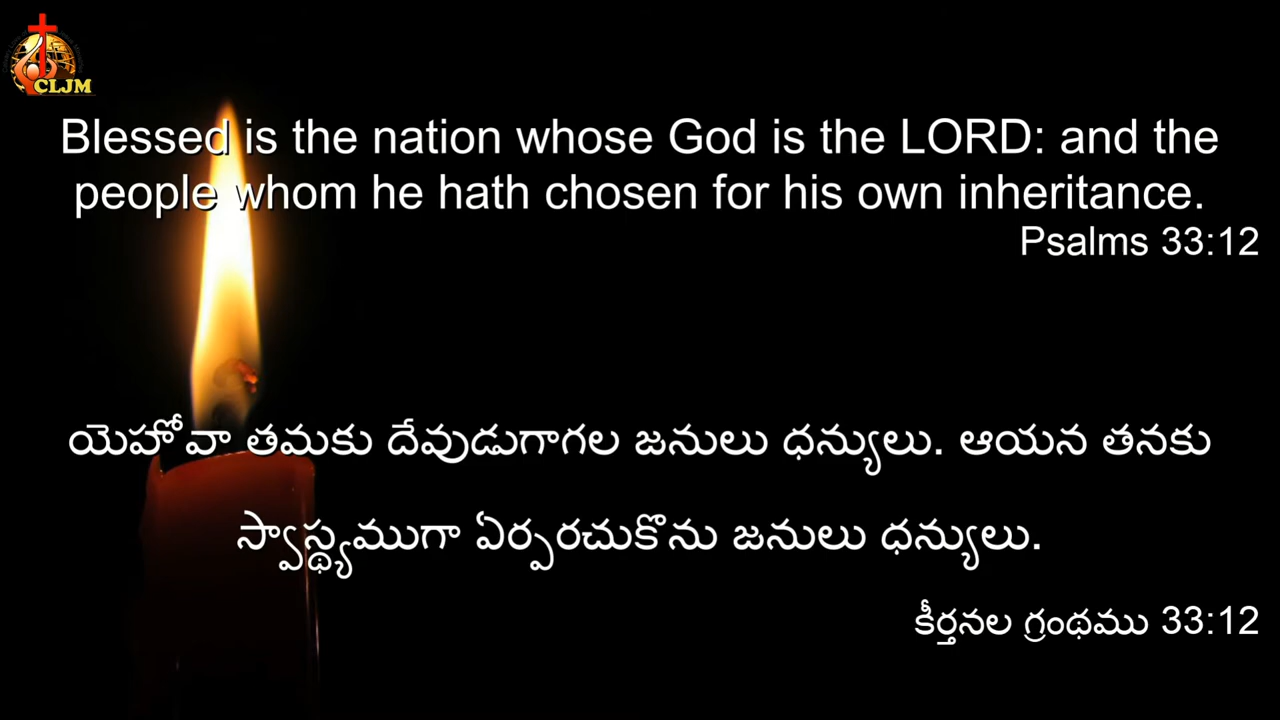 CLJM
Blessed is the nation whose God is the LORD: and the
people whom he hath chosen for his own inheritance.
Psalms 33:12
యెహోవా తమకు దేవుడుగాగల జనులు ధన్యులు. ఆయన తనకు
స్వాస్థ్యముగా ఏర్పరచుకొను జనులు ధన్యులు.
కీర్తనల గ్రంథము 33:12